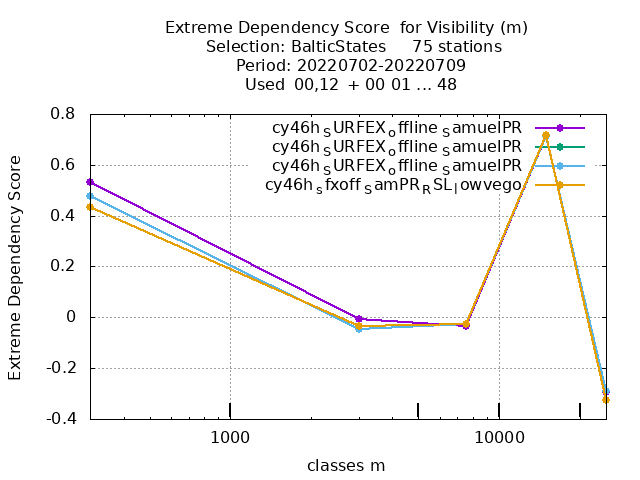 Extreme Dependency Score  for Visibility (m)
Selection: BalticStates     75 stations
Period: 20220702-20220709
Used  00,12  + 00 01 ... 48
cy46h_SURFEX_offline_SamuelPR
cy46h_SURFEX_offline_SamuelPR
cy46h_SURFEX_offline_SamuelPR
cy46h_sfxoff_SamPR_RSL_lowvego
Extreme Dependency Score
0.8
0.6
0.4
0.2
0
-0.2
-0.4
1000
10000
classes m